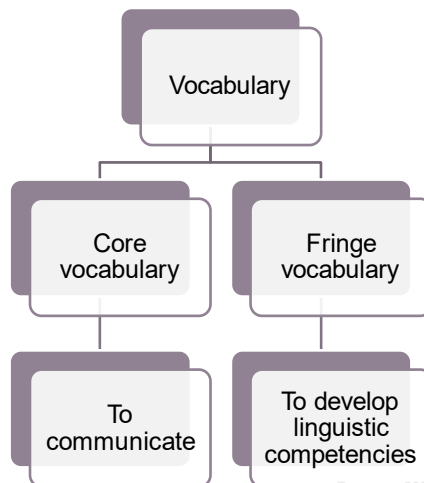 Vocabulary
Core
vocabulary
Fringe
vocabulary
To
communicate
To develop
linguistic
competencies